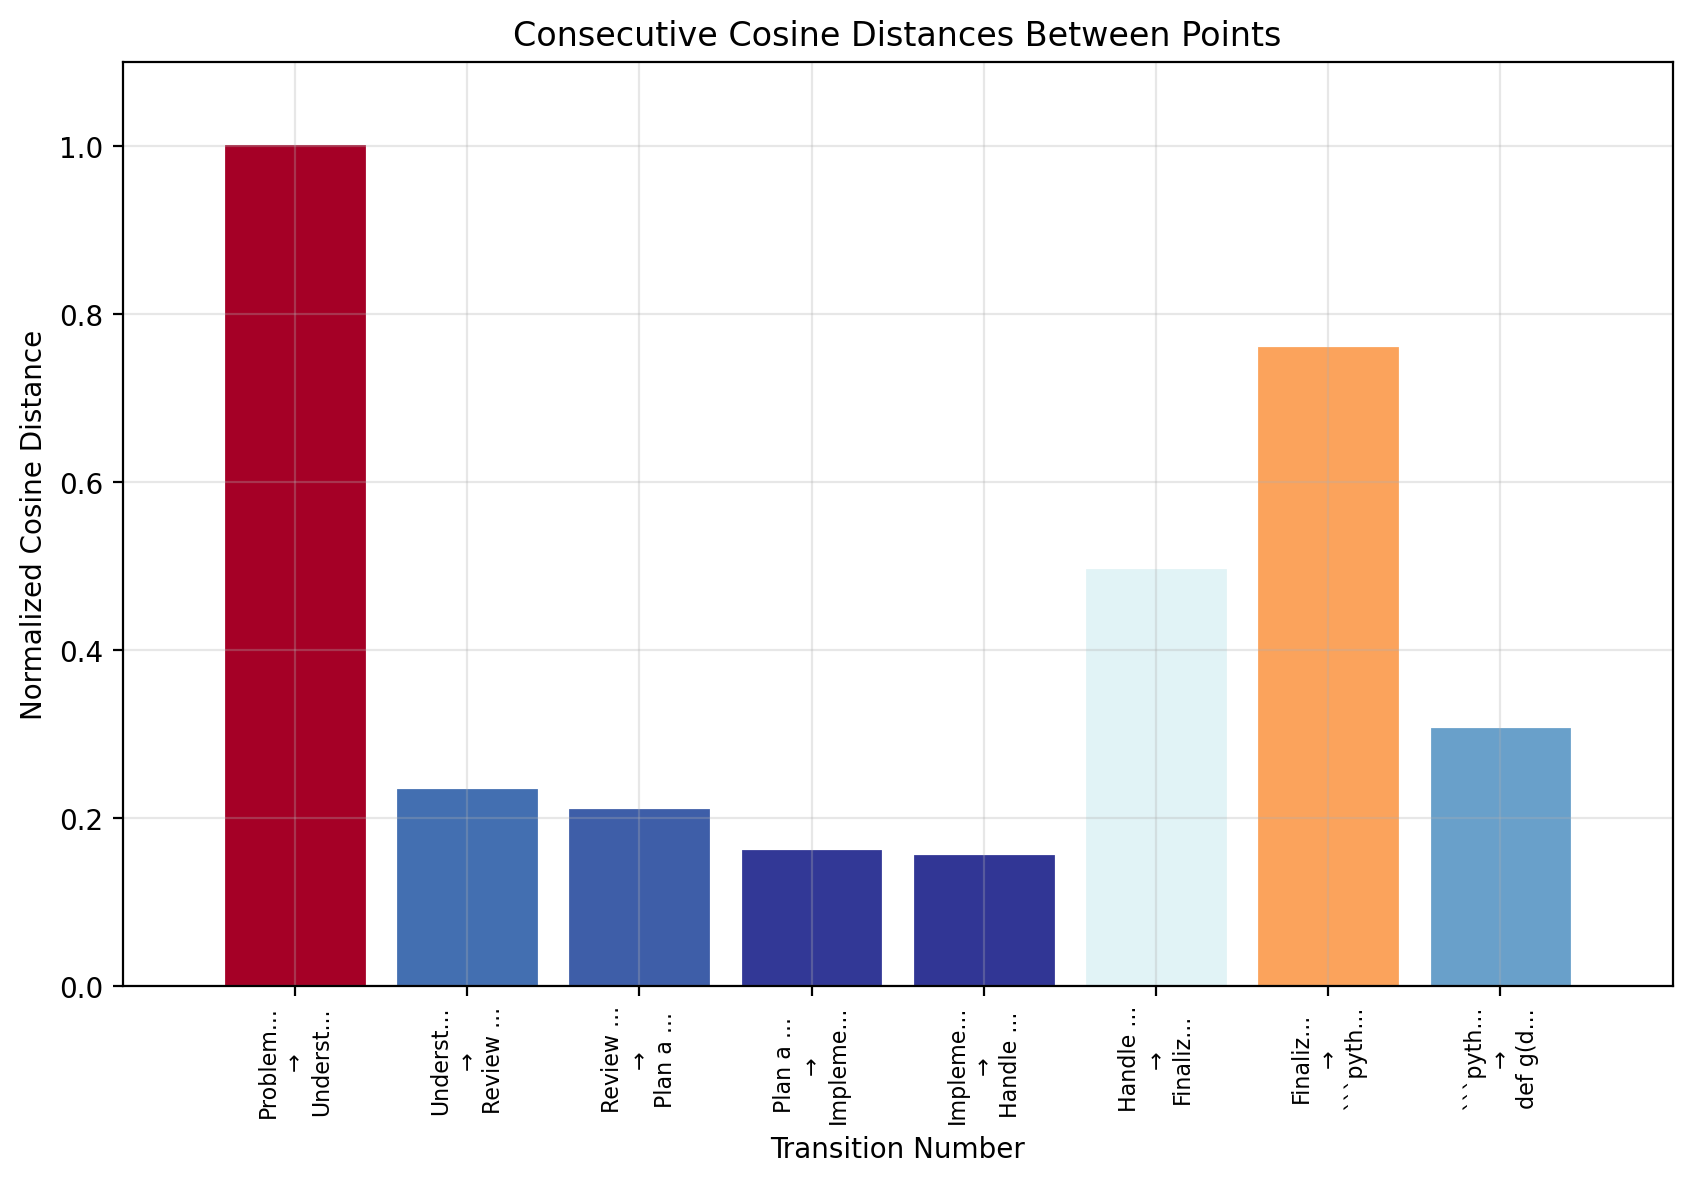 Consecutive Cosine Distances Between Points
Normalized Cosine Distance
1.0
0.8
0.6
0.4
0.2
0.0
Problem...
→
Underst...
Underst...
→
Review ...
Review ...
→
Plan a ...
Plan a ...
→
Impleme...
Impleme...
→
Handle ...
Handle ...
→
Finaliz...
Finaliz...
→
```pyth...
```pyth...
→
def g(d...
Transition Number